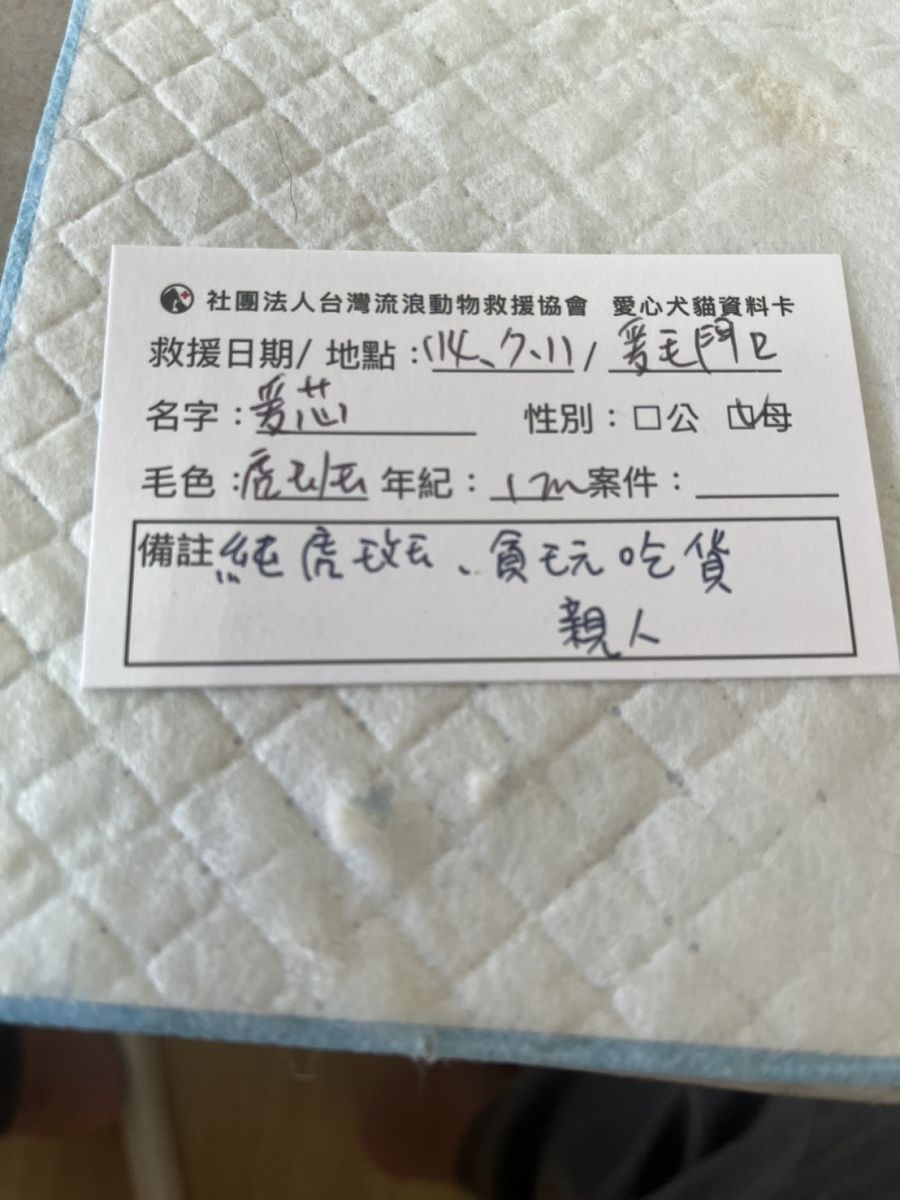 社團法人台灣流浪動物救援協會 愛心犬貓資料卡
救援日期/ 地點：114、7、11 / 爱毛門口
名字：爱芯 性別：□公 ☑母
毛色：虎斑 年紀：1m 案件：
備註 純虎斑、貪玩吃貨
親人